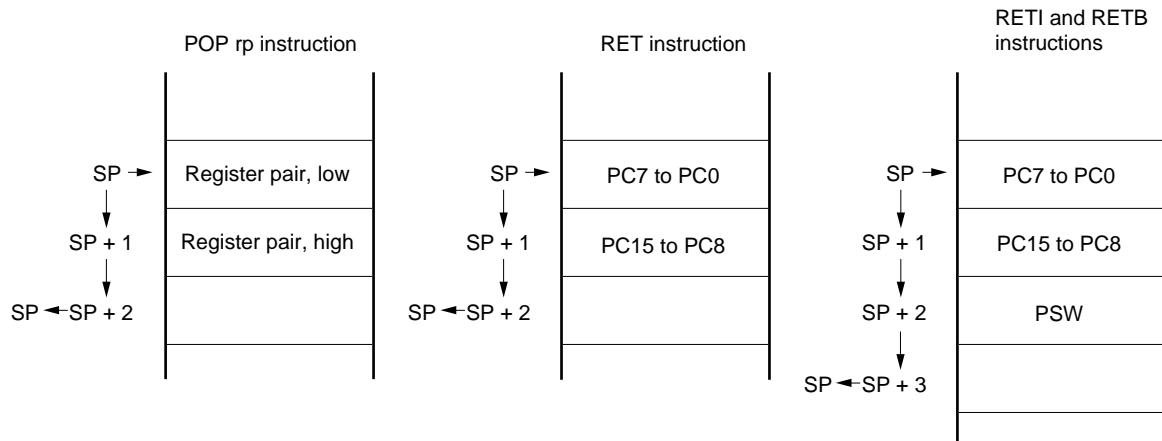 POP rp instruction
SP
Register pair, low
SP + 1
Register pair, high
SP
SP + 2
RET instruction
SP
PC7 to PC0
SP + 1
PC15 to PC8
SP
SP + 2
RETI and RETB
instructions
SP
PC7 to PC0
SP + 1
PC15 to PC8
SP + 2
PSW
SP
SP + 3